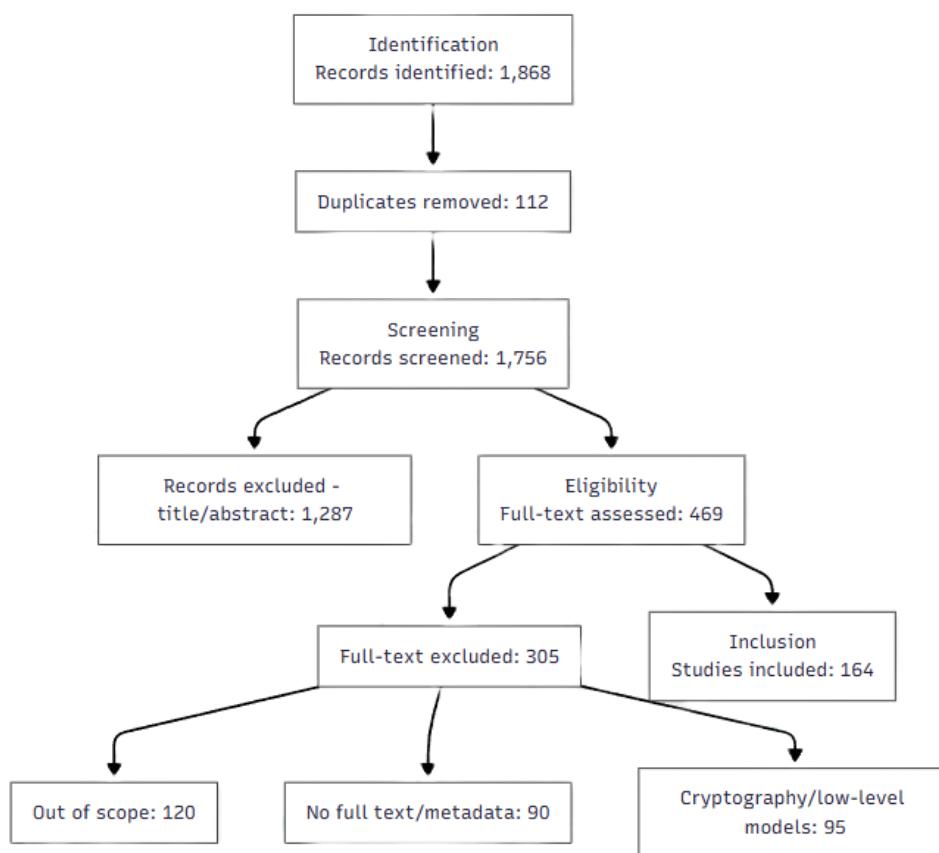 Identification
Records identified: 1,868
Duplicates removed: 112
Screening
Records screened: 1,756
Records excluded -
title/abstract: 1,287
Eligibility
Full-text assessed: 469
Full-text excluded: 305
Inclusion
Studies included: 164
Out of scope: 120
No full text/metadata: 90
Cryptography/low-level
models: 95